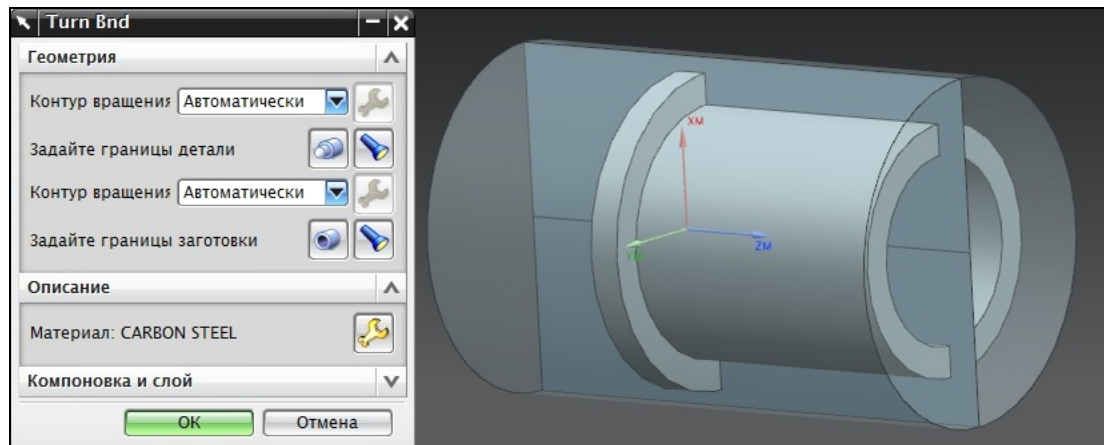 Turn Bnd
Геометрия
Контур вращения Автоматически
Задайте границы детали
Контур вращения Автоматически
Задайте границы заготовки
Описание
Материал: CARBON STEEL
Компоновка и слой
ОК Отмена
XM
YM
ZM